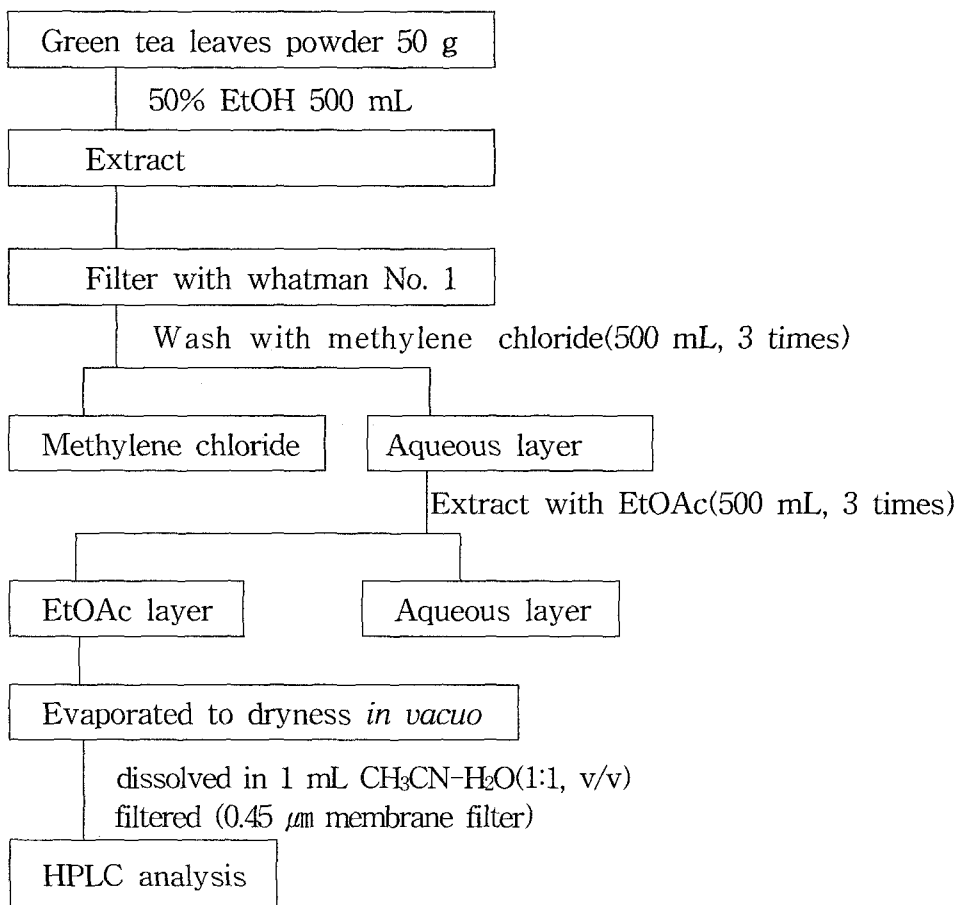 Green tea leaves powder 50 g
50% EtOH 500 mL
Extract
Filter with whatman No. 1
Wash with methylene chloride(500 mL, 3 times)
Methylene chloride
Aqueous layer
Extract with EtOAc(500 mL, 3 times)
EtOAc layer
Aqueous layer
Evaporated to dryness in vacuo
dissolved in 1 mL CH₃CN-H₂O(1:1, v/v)
filtered (0.45 ㎛ membrane filter)
HPLC analysis